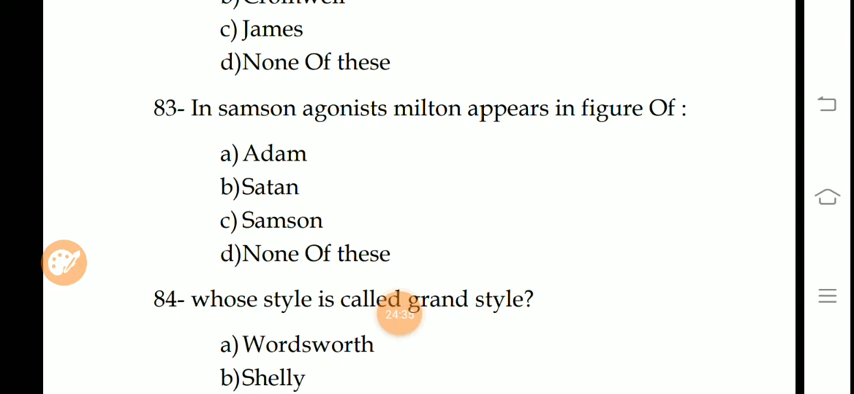 c) James
d)None Of these
83- In samson agonists milton appears in figure Of :
a) Adam
b)Satan
c) Samson
d)None Of these
84- whose style is called grand style?
24:35
a) Wordsworth
b)Shelly